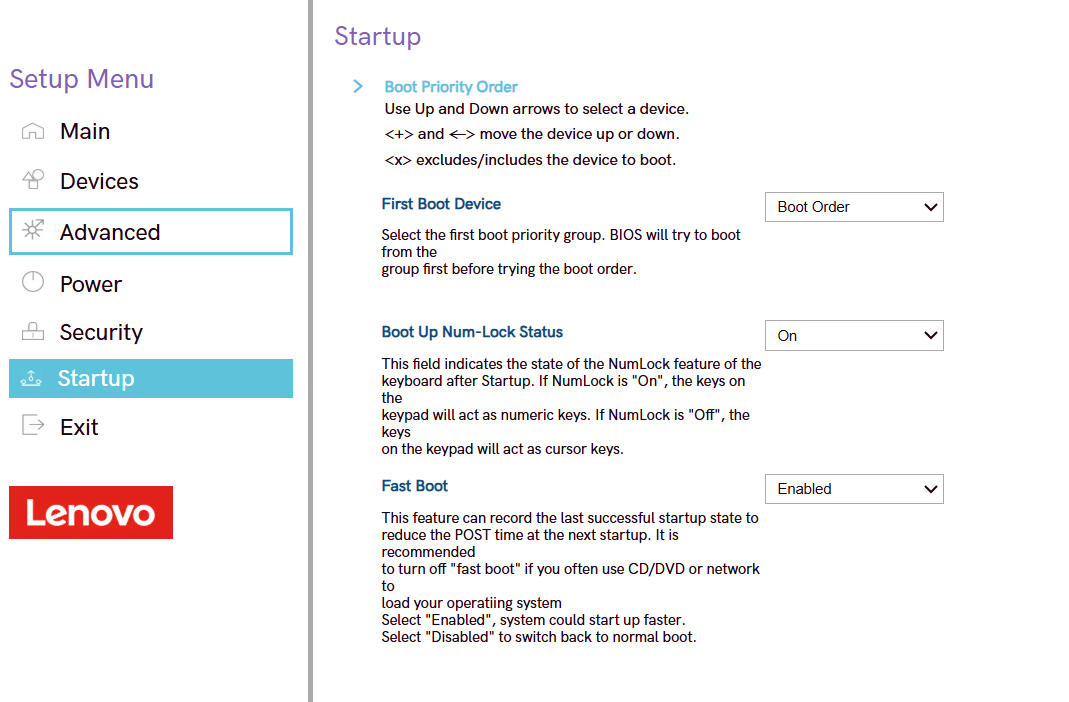 Setup Menu
Main
Devices
Advanced
Power
Security
Startup
Exit
Lenovo
Startup
Boot Priority Order
Use Up and Down arrows to select a device.
<+> and <-> move the device up or down.
<x> excludes/includes the device to boot.
First Boot Device
Boot Order
Select the first boot priority group. BIOS will try to boot
from the
group first before trying the boot order.
Boot Up Num-Lock Status
On
This field indicates the state of the NumLock feature of the
keyboard after Startup. If NumLock is "On", the keys on
the
keypad will act as numeric keys. If NumLock is "Off", the
keys
on the keypad will act as cursor keys.
Fast Boot
Enabled
This feature can record the last successful startup state to
reduce the POST time at the next startup. It is
recommended
to turn off "fast boot" if you often use CD/DVD or network
to
load your operatiing system
Select "Enabled", system could start up faster.
Select "Disabled" to switch back to normal boot.